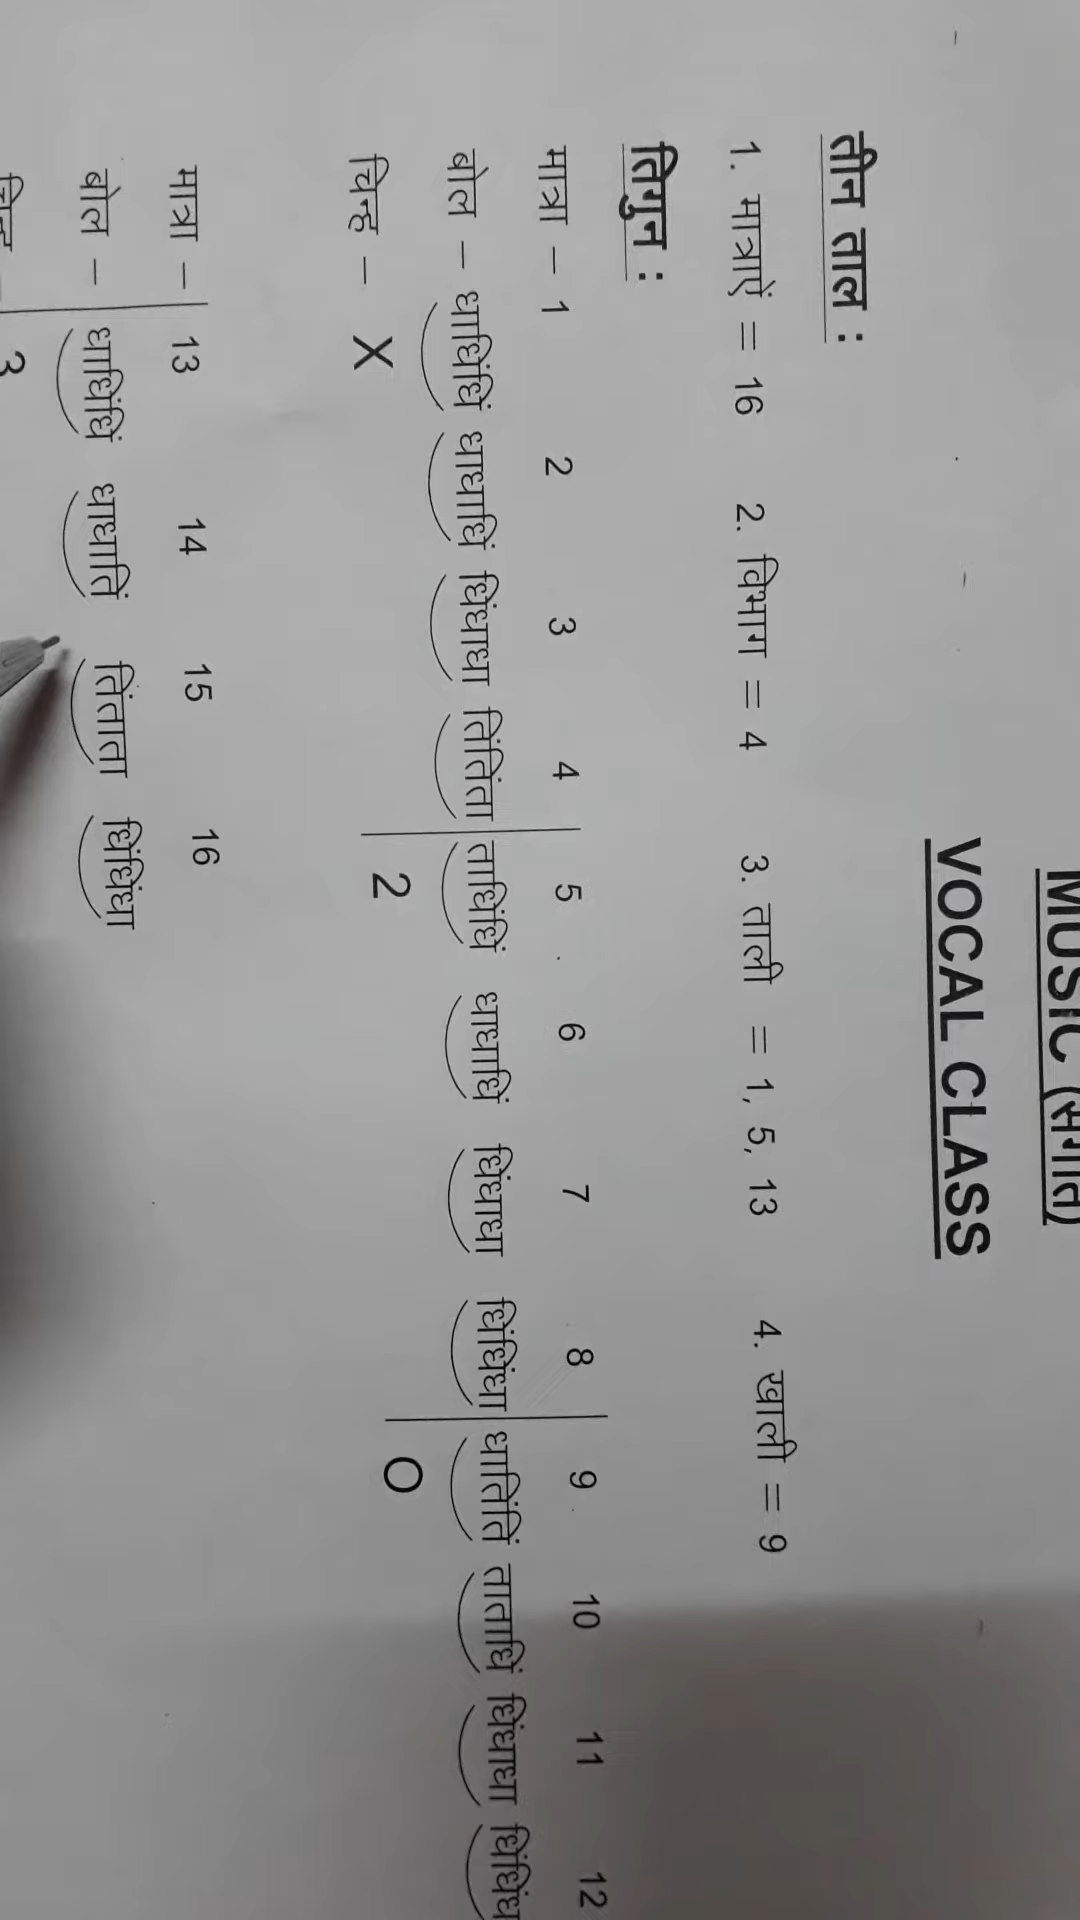 MUSIC (संगीत)
VOCAL CLASS
तीन ताल :
1. मात्राऐं = 16 2. विभाग = 4 3. ताली = 1, 5, 13 4. खाली = 9
तिगुन :
मात्रा – 1 2 3 4 5 6 7 8 9 10 11 12
बोल – धाधिंधिं धाधाधिं धिंधाधा तिंतिंता ताधिंधिं धाधाधिं धिंधाधा धिंधिंधा धातिंतिं ताताधिं धिंधाधा धिंधिंध
चिन्ह – X 2 O
मात्रा – 13 14 15 16
बोल – धाधिंधिं धाधातिं तिंताता धिंधिंधा
चिन्ह – 3